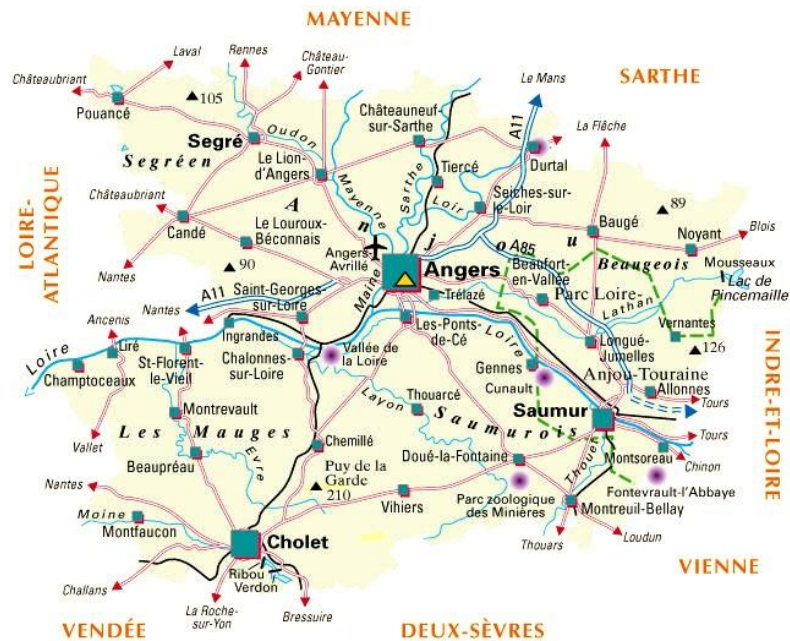 MAYENNE
SARTHE
LOIRE-
ATLANTIQUE
INDRE-ET-LOIRE
VENDÉE
DEUX-SÈVRES
VIENNE
Laval
Rennes
Château-
Gontier
Le Mans
Châteaubriant
Pouancé
105
Châteauneuf-
sur-Sarthe
A11
La Flèche
Segré
Oudon
Durtal
Segréen
Le Lion-
d'Angers
Tiercé
Mayenne
Sarthe
Loir
Seiches-sur-
le-Loir
Châteaubriant
Candé
A n j o u
Le Louroux-
Béconnais
Baugé
89
Noyant
Blois
Angers-
Avrillé
A85
Beaugeois
Mousseaux
Nantes
90
Angers
Beaufort-
en-Vallée
Lac de
Pincemaille
A11
Saint-Georges-
sur-Loire
Maine
Trélazé
Parc Loire-
Lathan
Nantes
Ancenis
Ingrandes
Les-Ponts-
de-Cé
Loire
Vernantes
Loire
Liré
St-Florent-
le-Vieil
Chalonnes-
sur-Loire
Vallée de
la Loire
Longué-
Jumelles
126
Champtoceaux
Gennes
Cunault
Anjou-Touraine
Allonnes
Tours
Layon
Thouarcé
Montrevault
Saumur
Vallet
Les Mauges
Saumurois
Tours
Chemillé
Evre
Beaupréau
Doué-la-Fontaine
Thouet
Montsoreau
Chinon
Nantes
Puy de la
Garde
210
Vihiers
Parc zoologique
des Minières
Fontevrault-l'Abbaye
Montreuil-Bellay
Moine
Montfaucon
Cholet
Thouars
Loudun
Ribou
Verdon
Challans
La Roche-
sur-Yon
Bressuire